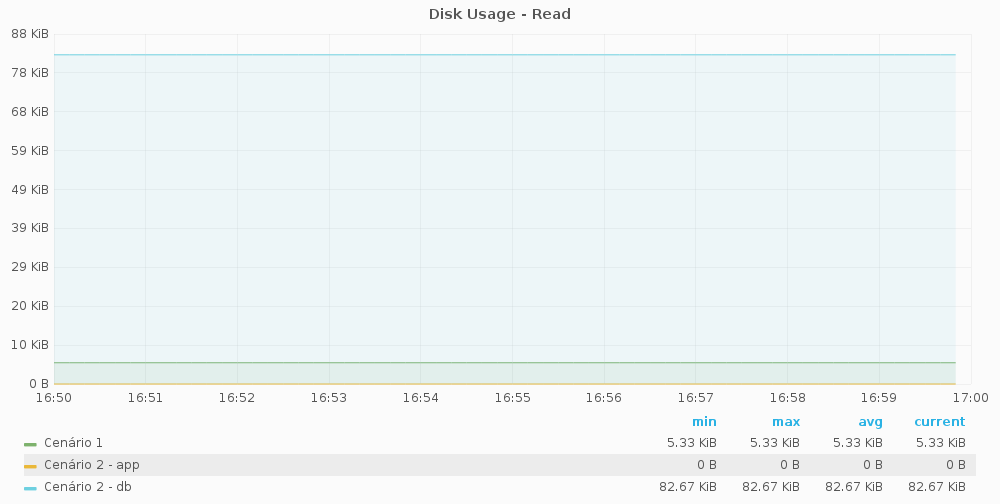 Disk Usage - Read
88 KiB
78 KiB
68 KiB
59 KiB
49 KiB
39 KiB
29 KiB
20 KiB
10 KiB
0 B
16:50 16:51 16:52 16:53 16:54 16:55 16:56 16:57 16:58 16:59 17:00
min max avg current
Cenário 1 5.33 KiB 5.33 KiB 5.33 KiB 5.33 KiB
Cenário 2 - app 0 B 0 B 0 B 0 B
Cenário 2 - db 82.67 KiB 82.67 KiB 82.67 KiB 82.67 KiB